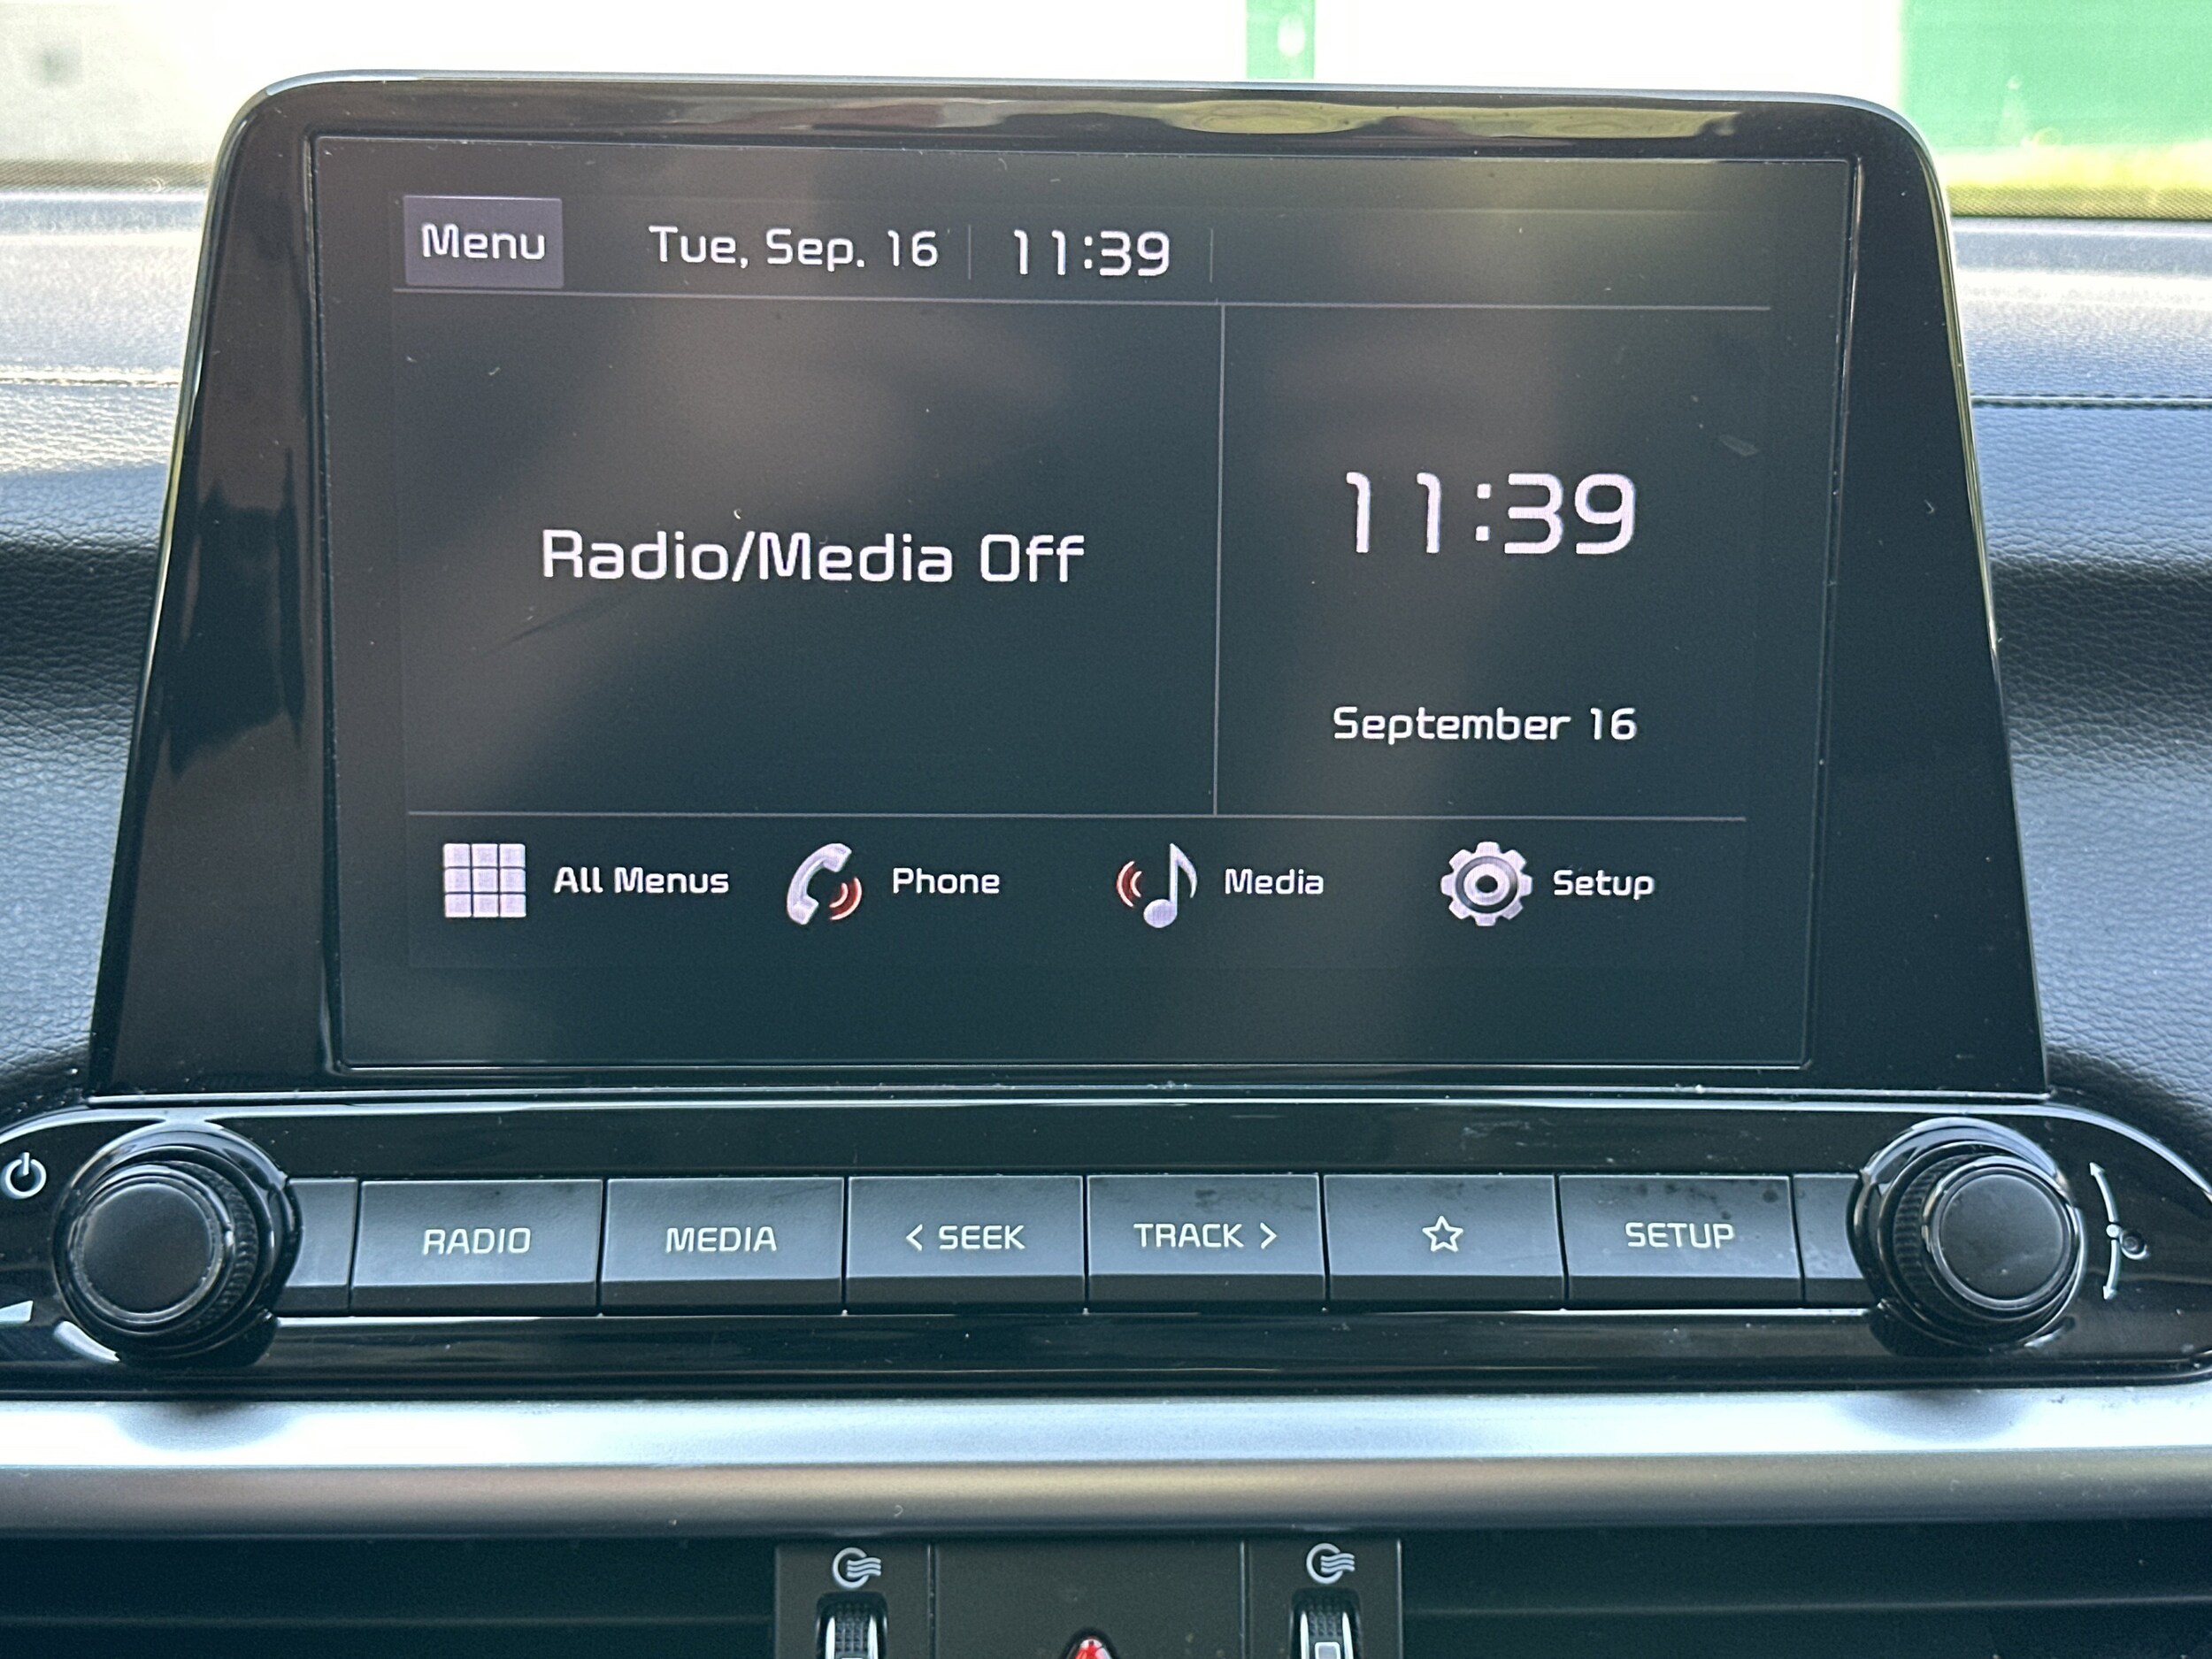 Menu Tue, Sep. 16 11:39
Radio/Media Off
11:39
September 16
All Menus Phone Media Setup
RADIO MEDIA < SEEK TRACK > SETUP